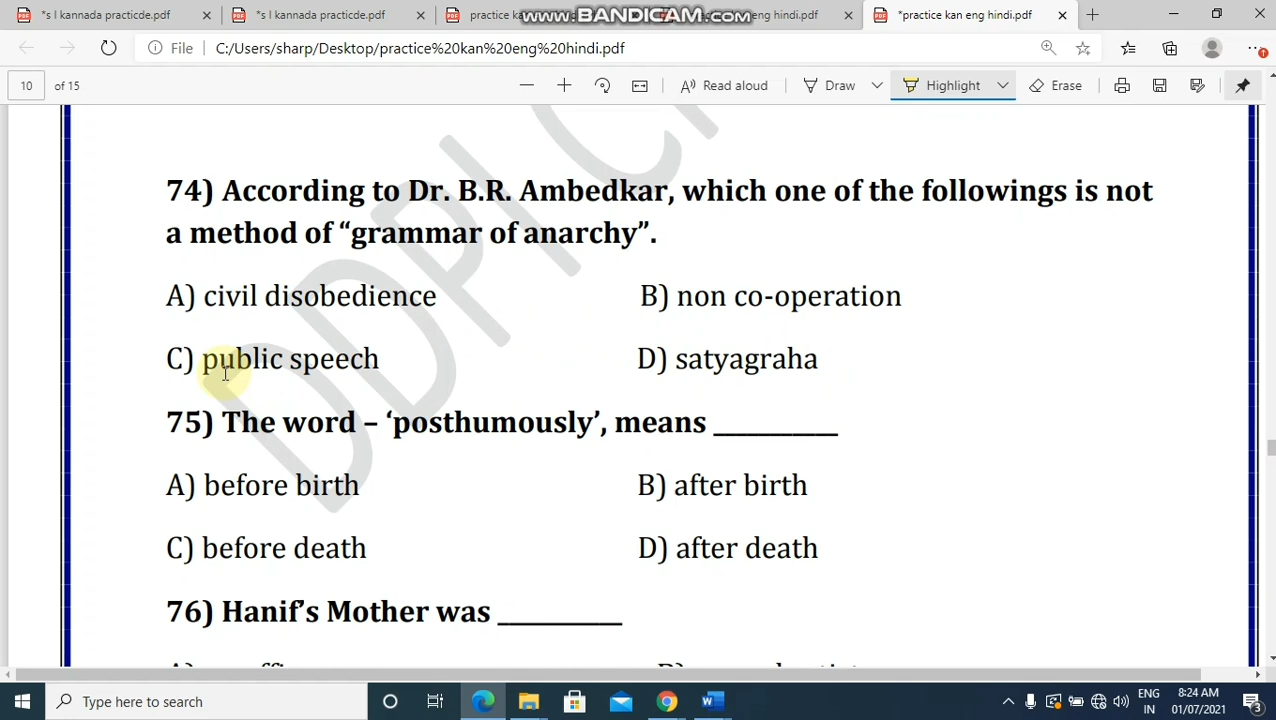 *s l kannada practicde.pdf
*s l kannada practicde.pdf
practice kan
eng hindi.pdf
*practice kan eng hindi.pdf
www.BANDICAM.com
File
C:/Users/sharp/Desktop/practice%20kan%20eng%20hindi.pdf
10 of 15
Read aloud
Draw
Highlight
Erase
DDPI
74) According to Dr. B.R. Ambedkar, which one of the followings is not
a method of “grammar of anarchy”.
A) civil disobedience B) non co-operation
C) public speech D) satyagraha
75) The word – ‘posthumously’, means ___________
A) before birth B) after birth
C) before death D) after death
76) Hanif’s Mother was ___________
Type here to search
ENG 8:24 AM
IN 01/07/2021
3